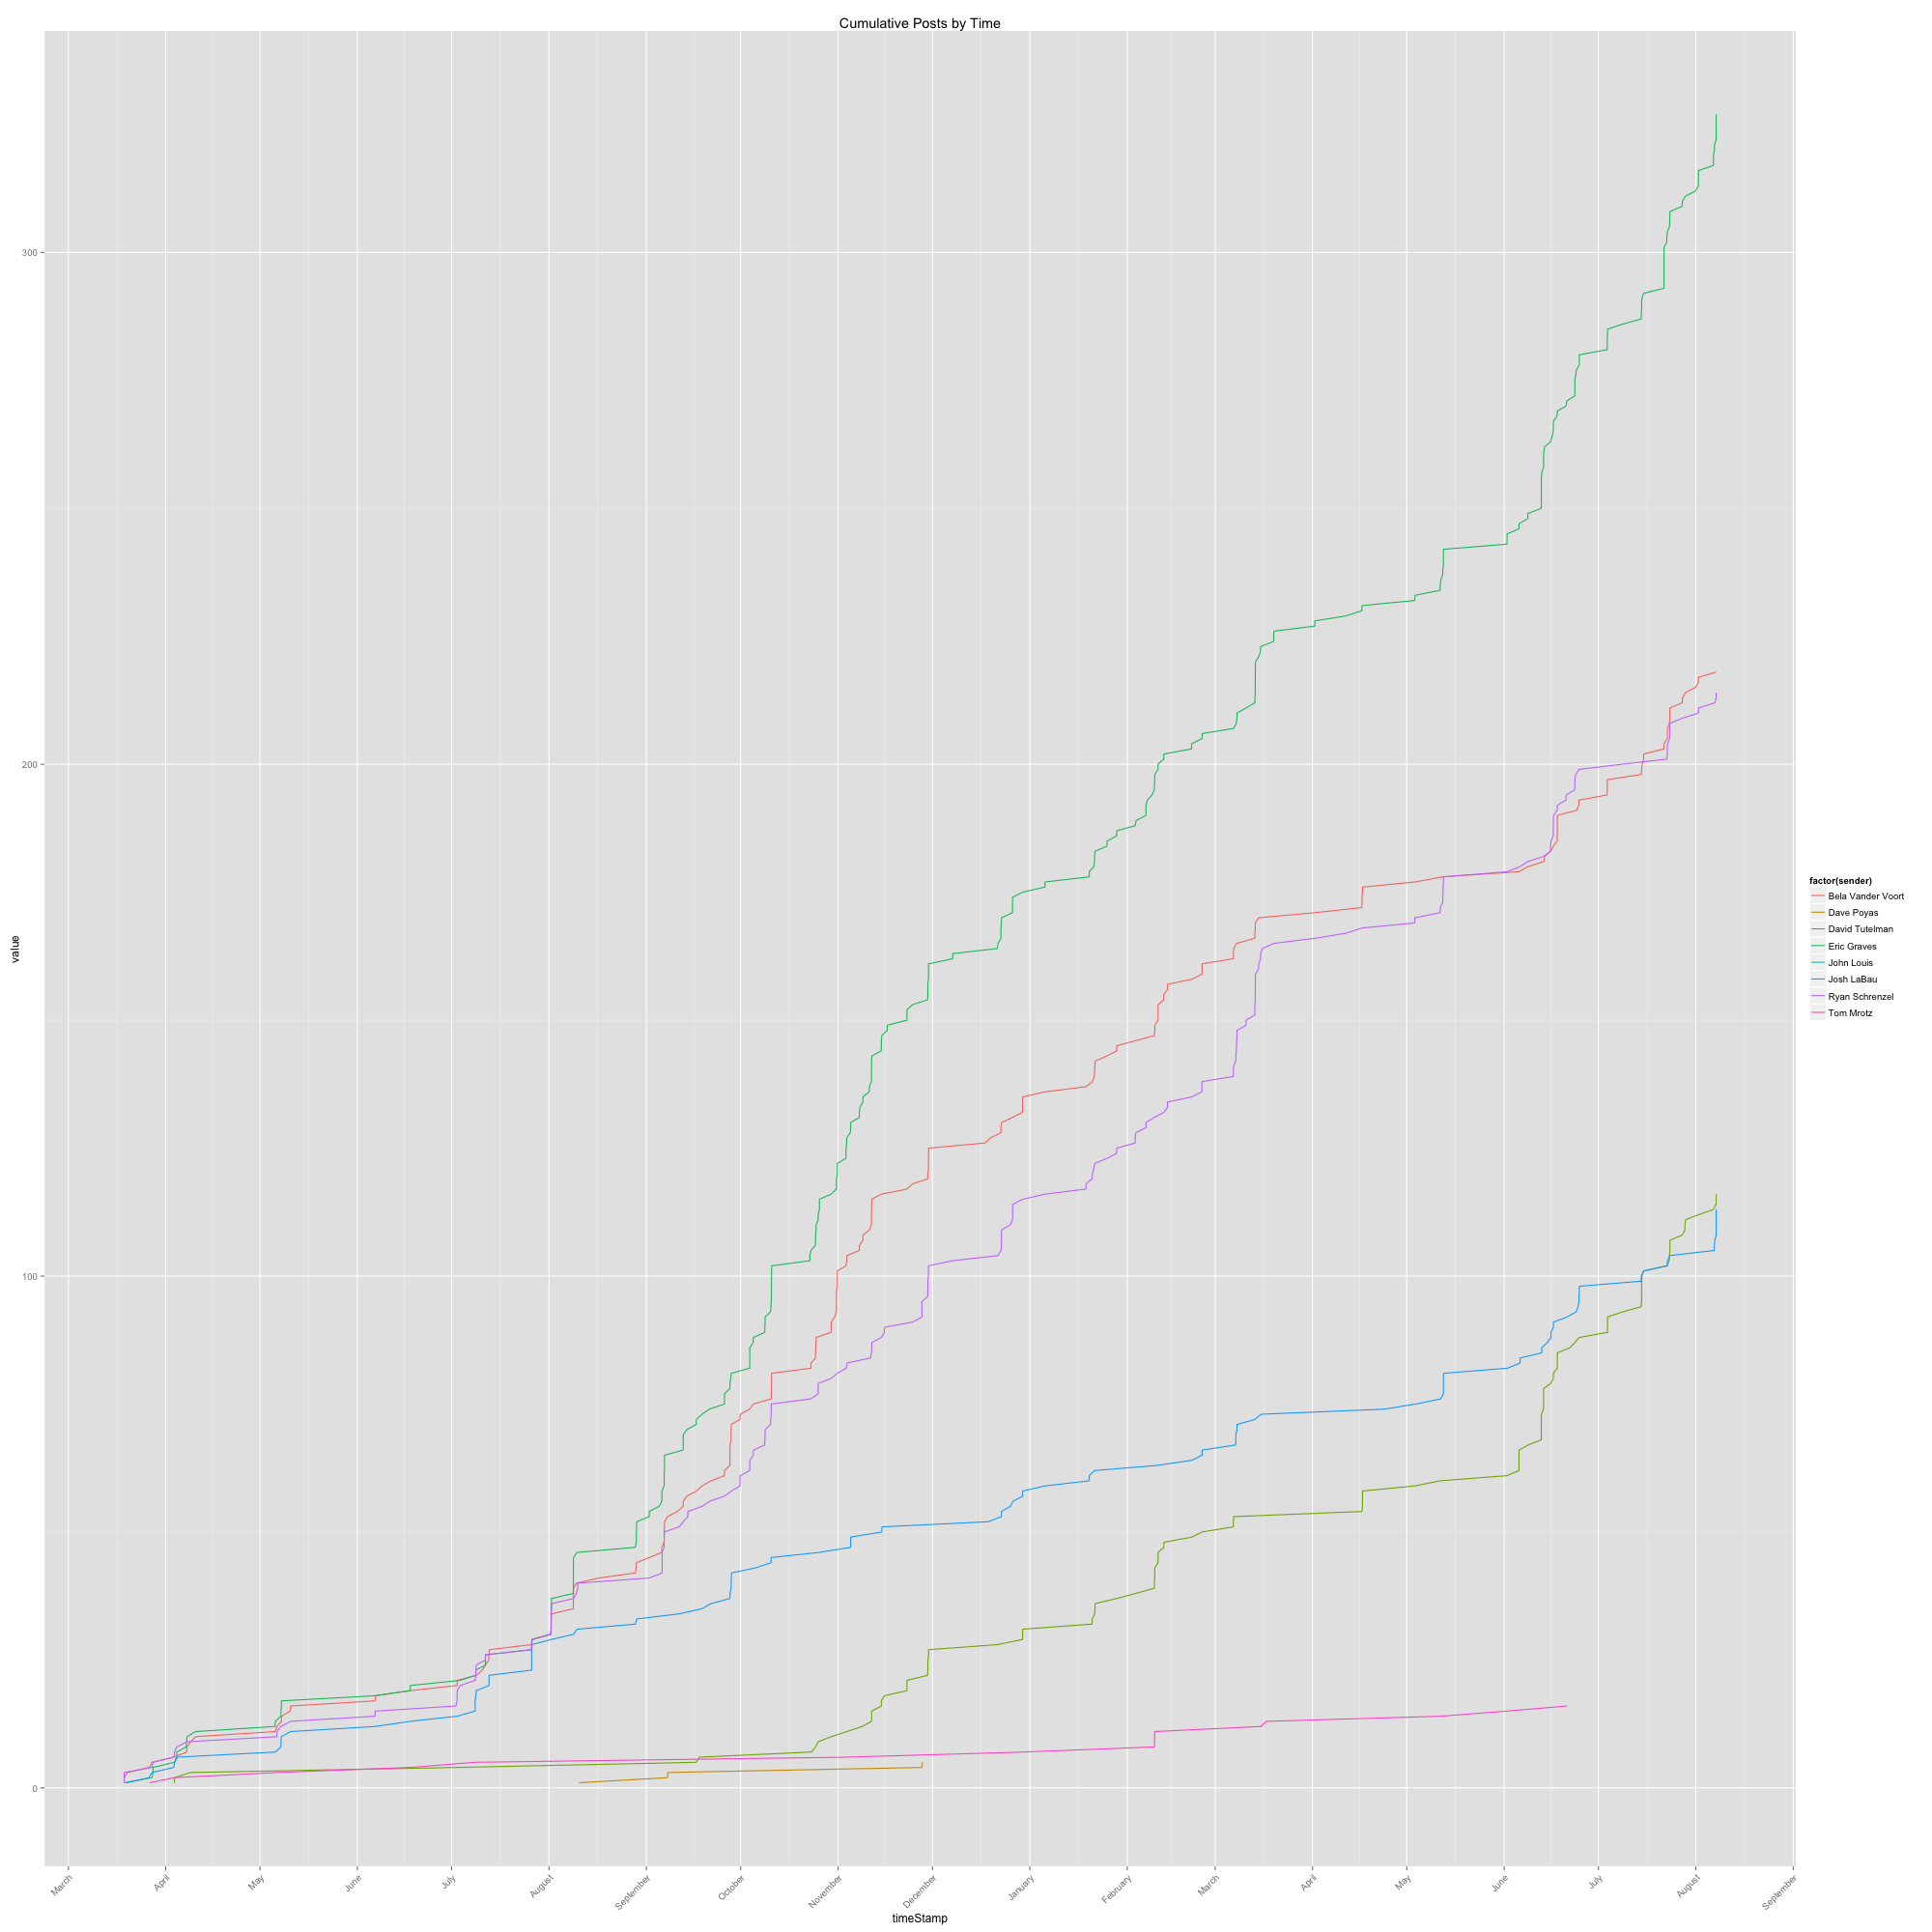 Cumulative Posts by Time
300
200
100
0
value
March
April
May
June
July
August
September
October
November
December
January
February
March
April
May
June
July
August
September
timeStamp
factor(sender)
Bela Vander Voort
Dave Poyas
David Tutelman
Eric Graves
John Louis
Josh LaBau
Ryan Schrenzel
Tom Mrotz